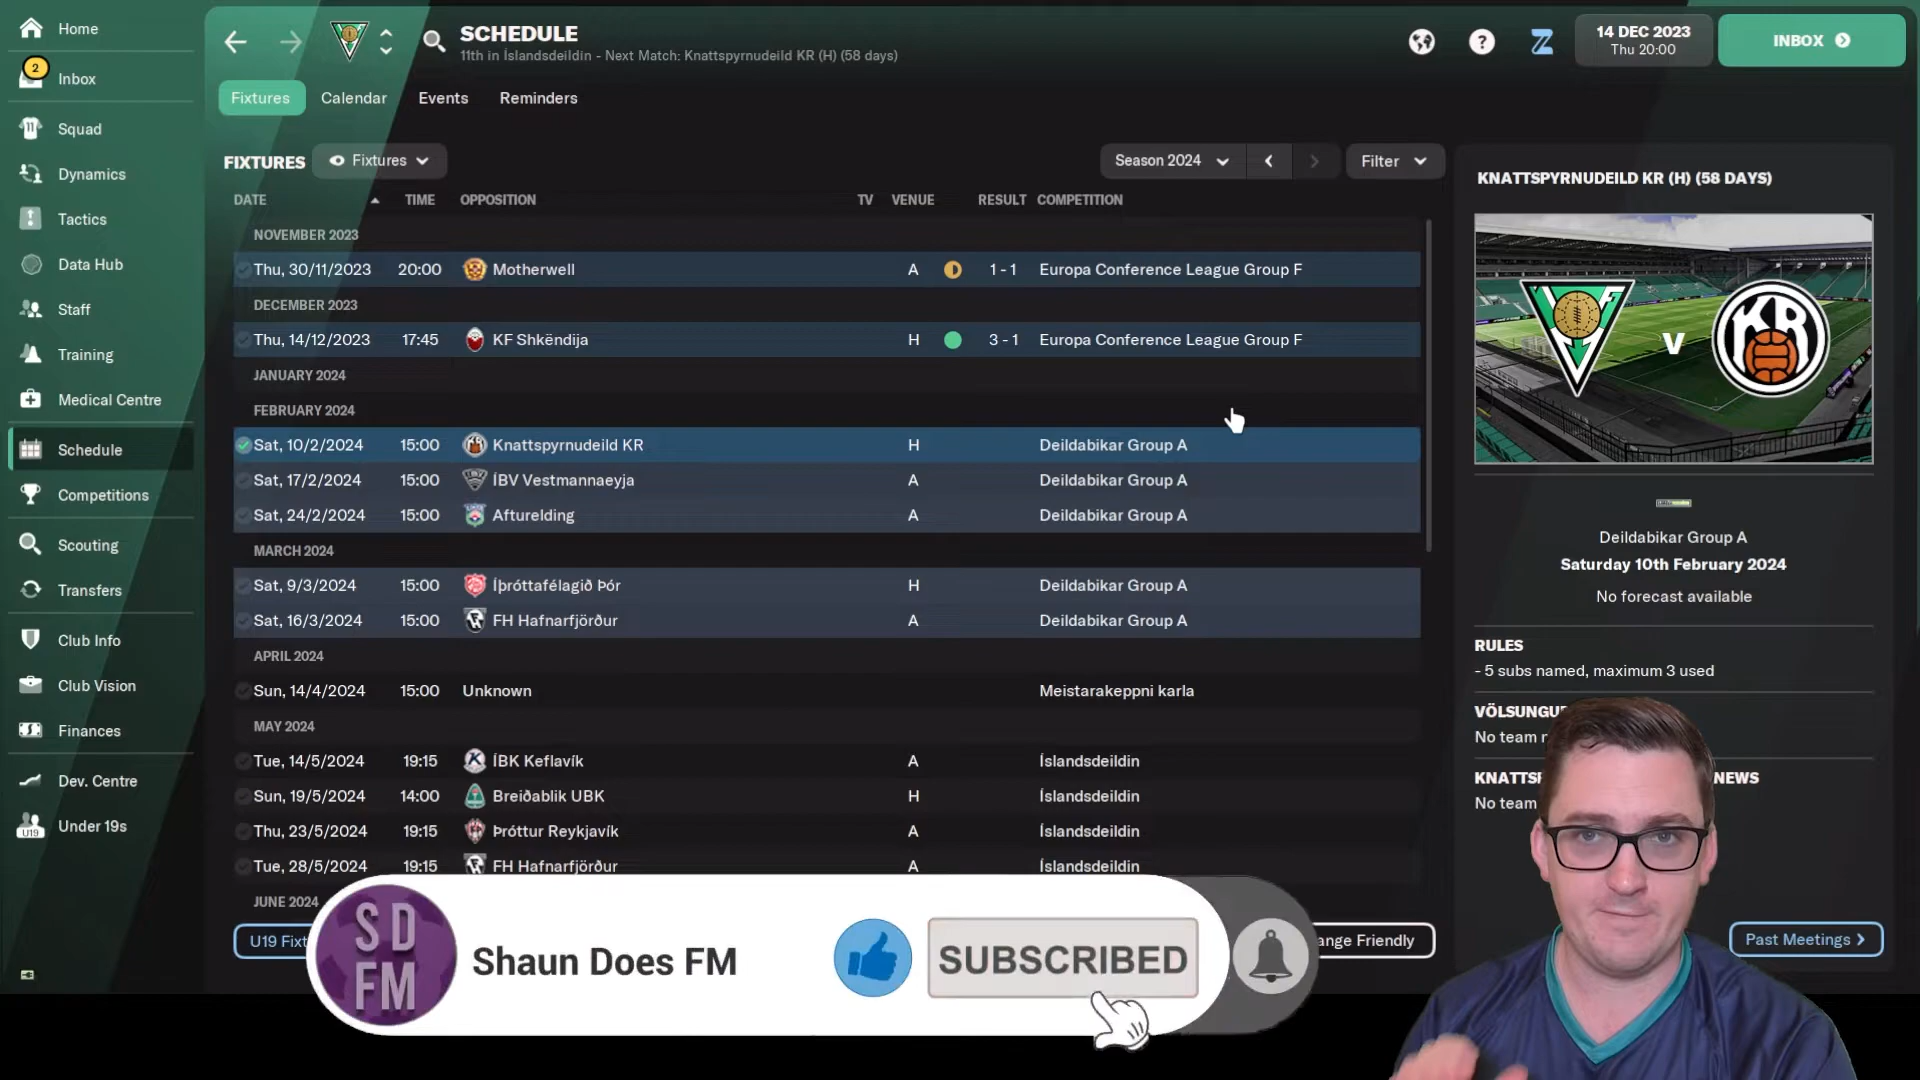 Home
2
Inbox
Squad
Dynamics
Tactics
Data Hub
Staff
Training
Medical Centre
Schedule
Competitions
Scouting
Transfers
Club Info
Club Vision
Finances
Dev. Centre
U19
Under 19s
SCHEDULE
11th in Íslandsdeildin - Next Match: Knattspyrnudeild KR (H) (58 days)
14 DEC 2023
Thu 20:00
INBOX
Fixtures Calendar Events Reminders
FIXTURES Fixtures Season 2024 Filter
DATE TIME OPPOSITION TV VENUE RESULT COMPETITION
NOVEMBER 2023
Thu, 30/11/2023 20:00 Motherwell A 1 - 1 Europa Conference League Group F
DECEMBER 2023
Thu, 14/12/2023 17:45 KF Shkëndija H 3 - 1 Europa Conference League Group F
JANUARY 2024
FEBRUARY 2024
Sat, 10/2/2024 15:00 Knattspyrnudeild KR H Deildabikar Group A
Sat, 17/2/2024 15:00 ÍBV Vestmannaeyja A Deildabikar Group A
Sat, 24/2/2024 15:00 Afturelding A Deildabikar Group A
MARCH 2024
Sat, 9/3/2024 15:00 Íþróttafélagið Þór H Deildabikar Group A
Sat, 16/3/2024 15:00 FH Hafnarfjörður A Deildabikar Group A
APRIL 2024
Sun, 14/4/2024 15:00 Unknown Meistarakeppni karla
MAY 2024
Tue, 14/5/2024 19:15 ÍBK Keflavík A Íslandsdeildin
Sun, 19/5/2024 14:00 Breiðablik UBK H Íslandsdeildin
Thu, 23/5/2024 19:15 Þróttur Reykjavík A Íslandsdeildin
Tue, 28/5/2024 19:15 FH Hafnarfjörður A Íslandsdeildin
JUNE 2024
U19 Fixt
ange Friendly
KNATTSPYRNUDEILD KR (H) (58 DAYS)
V
KR
Deildabikar Group A
Saturday 10th February 2024
No forecast available
RULES
- 5 subs named, maximum 3 used
VÖLSUNGU
No team
KNATTS NEWS
No team
Past Meetings
SD
FM
Shaun Does FM
SUBSCRIBED